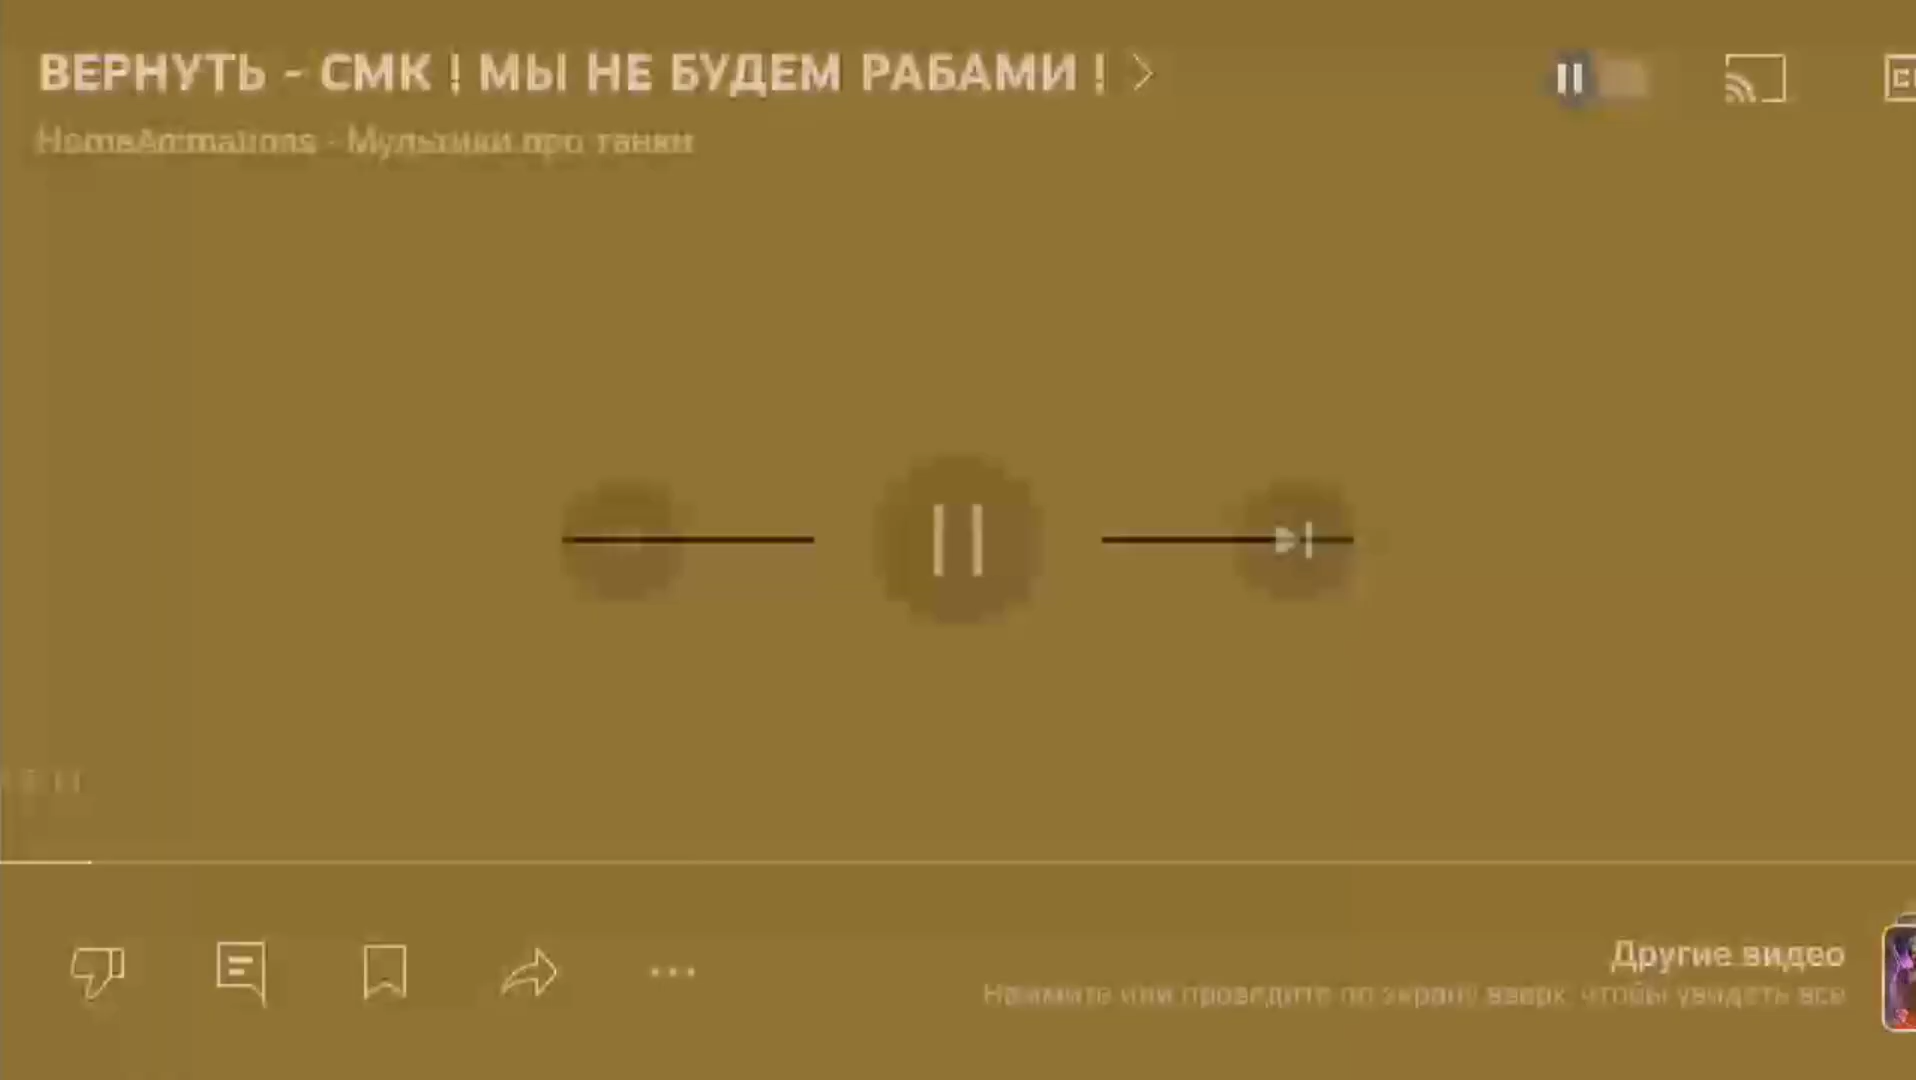 ВЕРНУТЬ - СМК ! МЫ НЕ БУДЕМ РАБАМИ !
HomeAnimations - Мультики про танки
Другие видео
Нажмите или проведите по экрану вверх, чтобы увидеть все